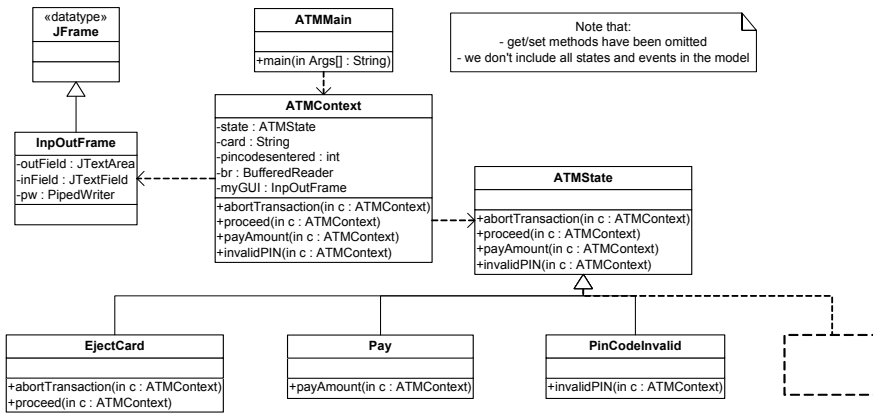 «datatype»
JFrame
ATMMain
+main(in Args[] : String)
Note that:
- get/set methods have been omitted
- we don't include all states and events in the model
ATMContext
-state : ATMState
-card : String
-pincodesentered : int
-br : BufferedReader
-myGUI : InpOutFrame
+abortTransaction(in c : ATMContext)
+proceed(in c : ATMContext)
+payAmount(in c : ATMContext)
+invalidPIN(in c : ATMContext)
InpOutFrame
-outField : JTextArea
-inField : JTextField
-pw : PipedWriter
ATMState
+abortTransaction(in c : ATMContext)
+proceed(in c : ATMContext)
+payAmount(in c : ATMContext)
+invalidPIN(in c : ATMContext)
EjectCard
+abortTransaction(in c : ATMContext)
+proceed(in c : ATMContext)
Pay
+payAmount(in c : ATMContext)
PinCodeInvalid
+invalidPIN(in c : ATMContext)